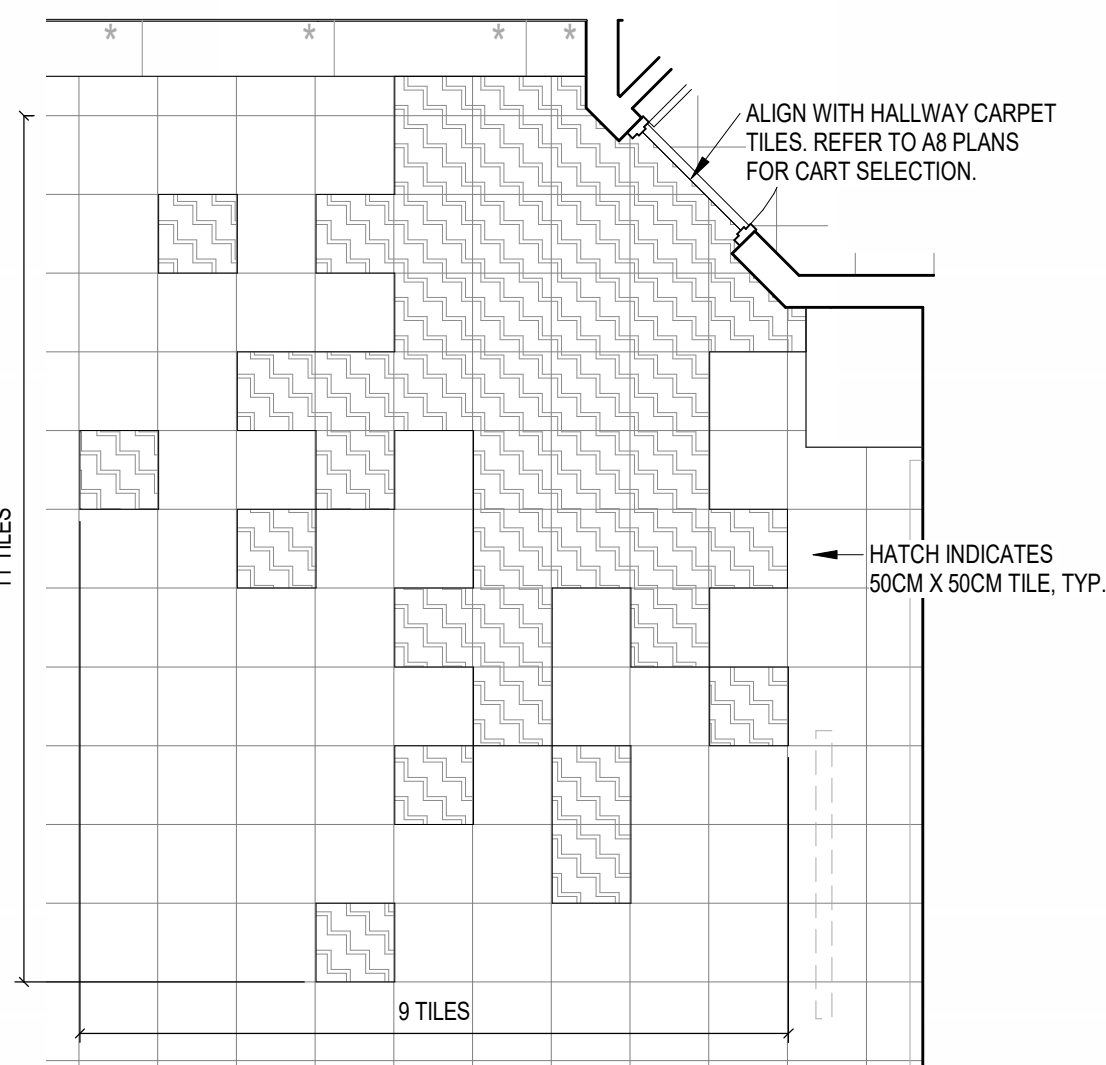 * * * *
ALIGN WITH HALLWAY CARPET
TILES. REFER TO A8 PLANS
FOR CART SELECTION.
11 TILES
HATCH INDICATES
50CM X 50CM TILE, TYP.
9 TILES